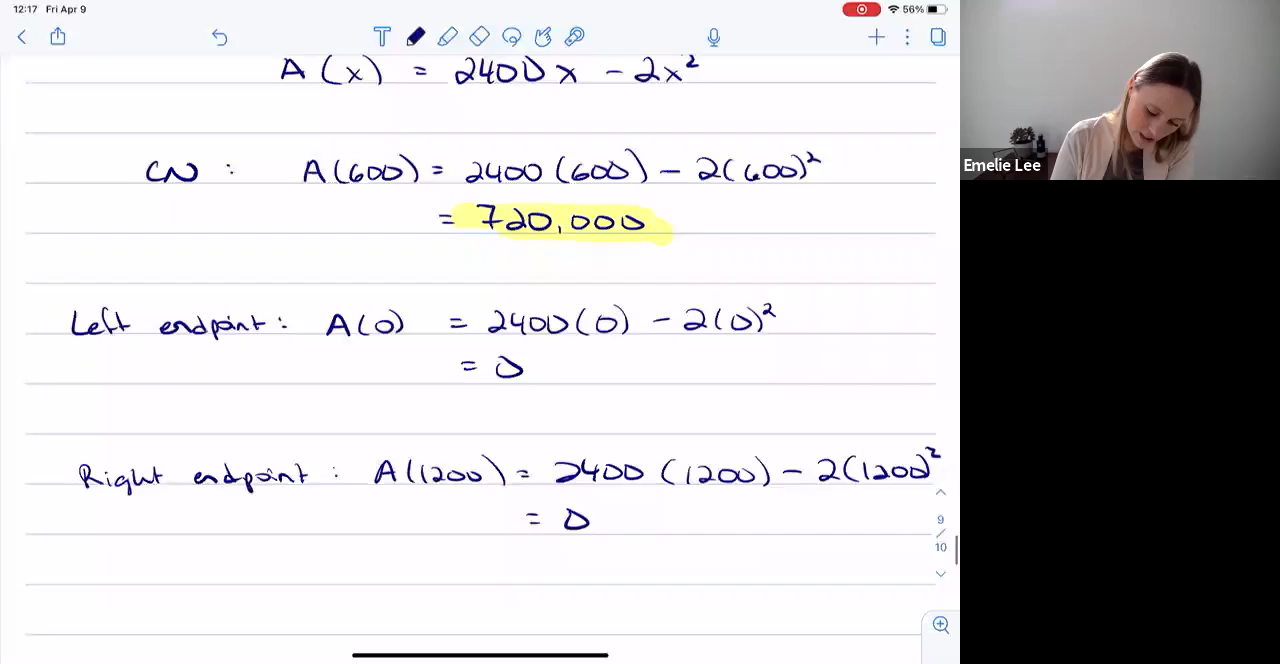 12:17 Fri Apr 9
56%
A(x) = 2400x - 2x²
CN : A(600) = 2400(600) - 2(600)²
= 720,000
Left endpoint: A(0) = 2400(0) - 2(0)²
= 0
Right endpoint: A(1200) = 2400(1200) - 2(1200)²
= 0
9
/
10
Emelie Lee